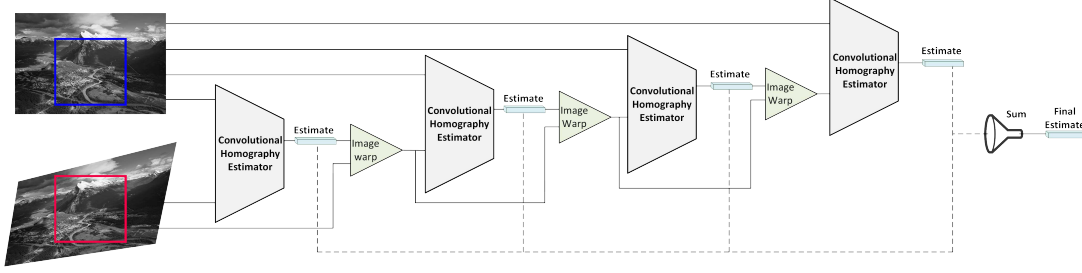 Convolutional
Homography
Estimator
Estimate
Image
warp
Convolutional
Homography
Estimator
Estimate
Image
Warp
Convolutional
Homography
Estimator
Estimate
Image
Warp
Convolutional
Homography
Estimator
Estimate
Sum
Final
Estimate